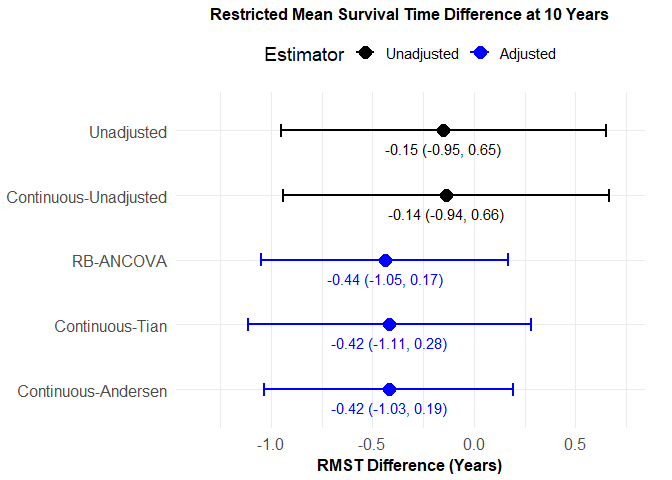 Restricted Mean Survival Time Difference at 10 Years
Estimator Unadjusted Adjusted
Unadjusted
-0.15 (-0.95, 0.65)
Continuous-Unadjusted
-0.14 (-0.94, 0.66)
RB-ANCOVA
-0.44 (-1.05, 0.17)
Continuous-Tian
-0.42 (-1.11, 0.28)
Continuous-Andersen
-0.42 (-1.03, 0.19)
-1.0 -0.5 0.0 0.5
RMST Difference (Years)